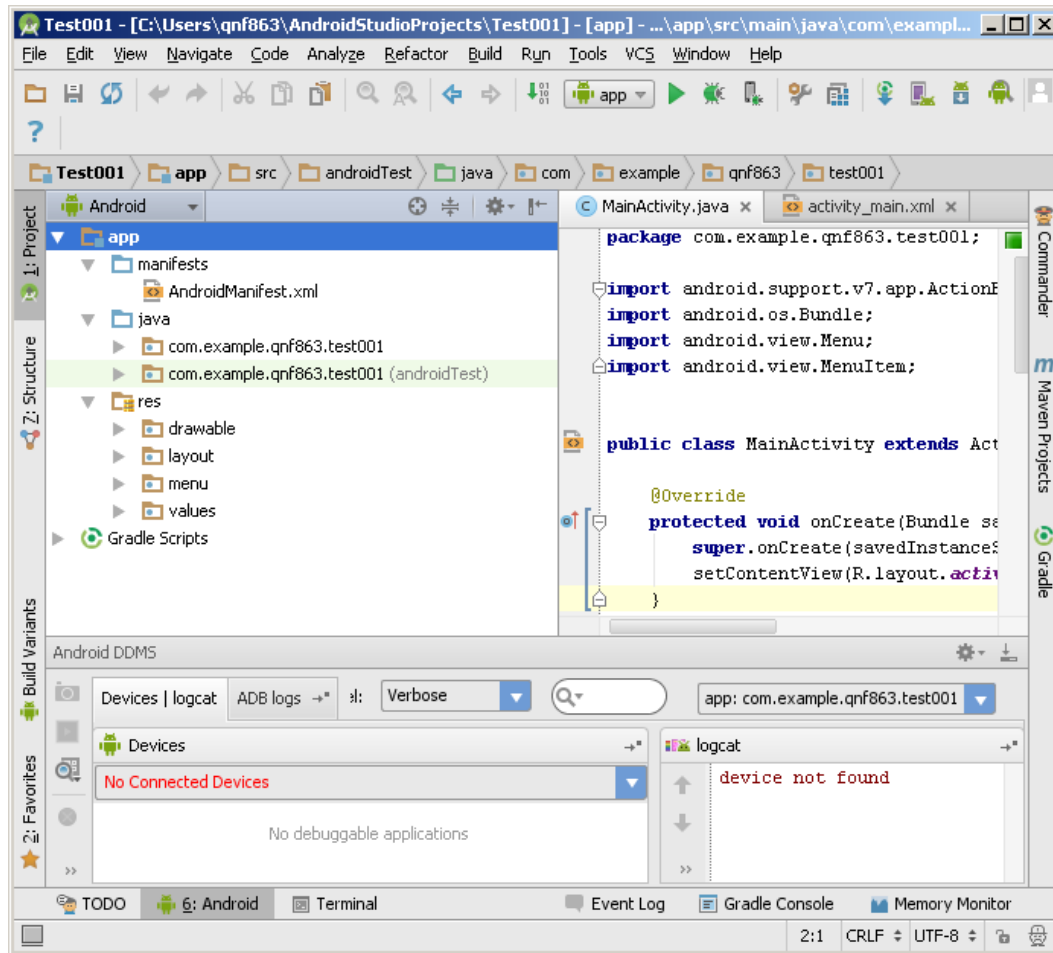 Test001 - [C:\Users\qnf863\AndroidStudioProjects\Test001] - [app] - ...\app\src\main\java\com\exampl...
File Edit View Navigate Code Analyze Refactor Build Run Tools VCS Window Help
app
?
Test001 app src androidTest java com example qnf863 test001
1: Project
Z: Structure
Build Variants
2: Favorites
Android
app
manifests
AndroidManifest.xml
java
com.example.qnf863.test001
com.example.qnf863.test001 (androidTest)
res
drawable
layout
menu
values
Gradle Scripts
MainActivity.java activity_main.xml
package com.example.qnf863.test001;
import android.support.v7.app.ActionB
import android.os.Bundle;
import android.view.Menu;
import android.view.MenuItem;
public class MainActivity extends Act
@Override
protected void onCreate(Bundle sa
super.onCreate(savedInstanceS
setContentView(R.layout.activ
}
Commander
Maven Projects
Gradle
Android DDMS
Devices | logcat ADB logs el: Verbose app: com.example.qnf863.test001
Devices
No Connected Devices
No debuggable applications
logcat
device not found
TODO 6: Android Terminal Event Log Gradle Console Memory Monitor
2:1 CRLF UTF-8